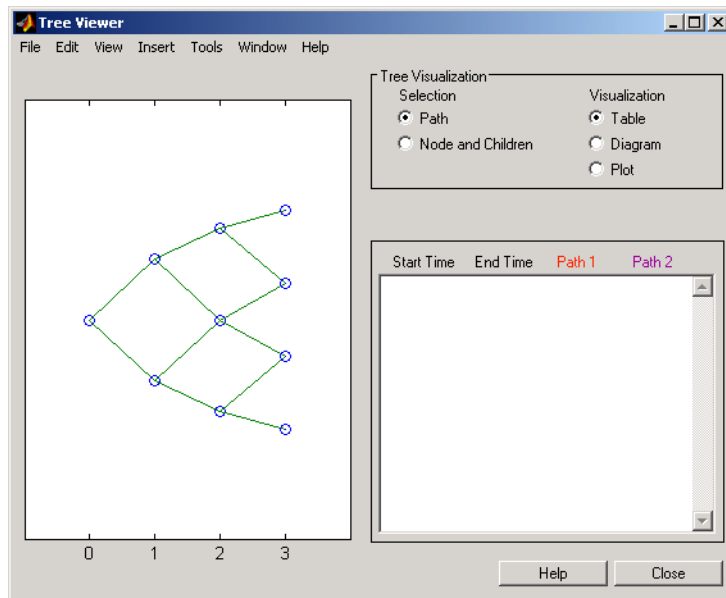 Tree Viewer
File Edit View Insert Tools Window Help
Tree Visualization
Selection Visualization
Path Table
Node and Children Diagram
Plot
Start Time End Time Path 1 Path 2
0 1 2 3
Help Close